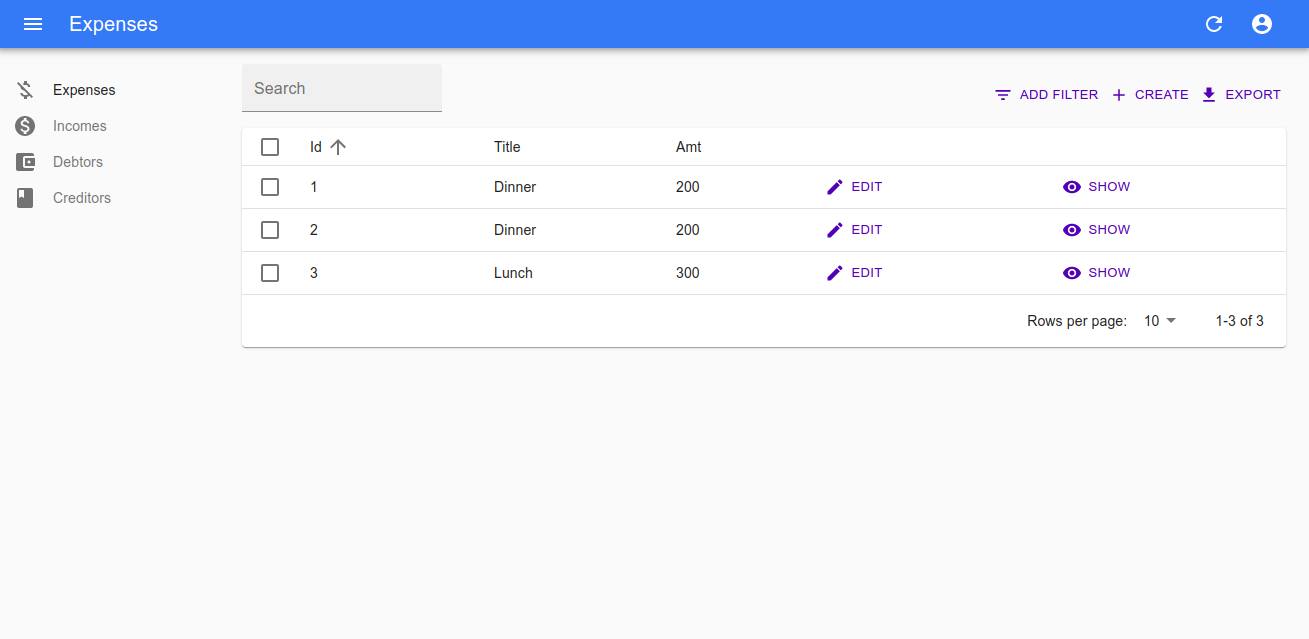 Expenses
Expenses
Incomes
Debtors
Creditors
Search
ADD FILTER CREATE EXPORT
Id Title Amt
1 Dinner 200 EDIT SHOW
2 Dinner 200 EDIT SHOW
3 Lunch 300 EDIT SHOW
Rows per page: 10 1-3 of 3